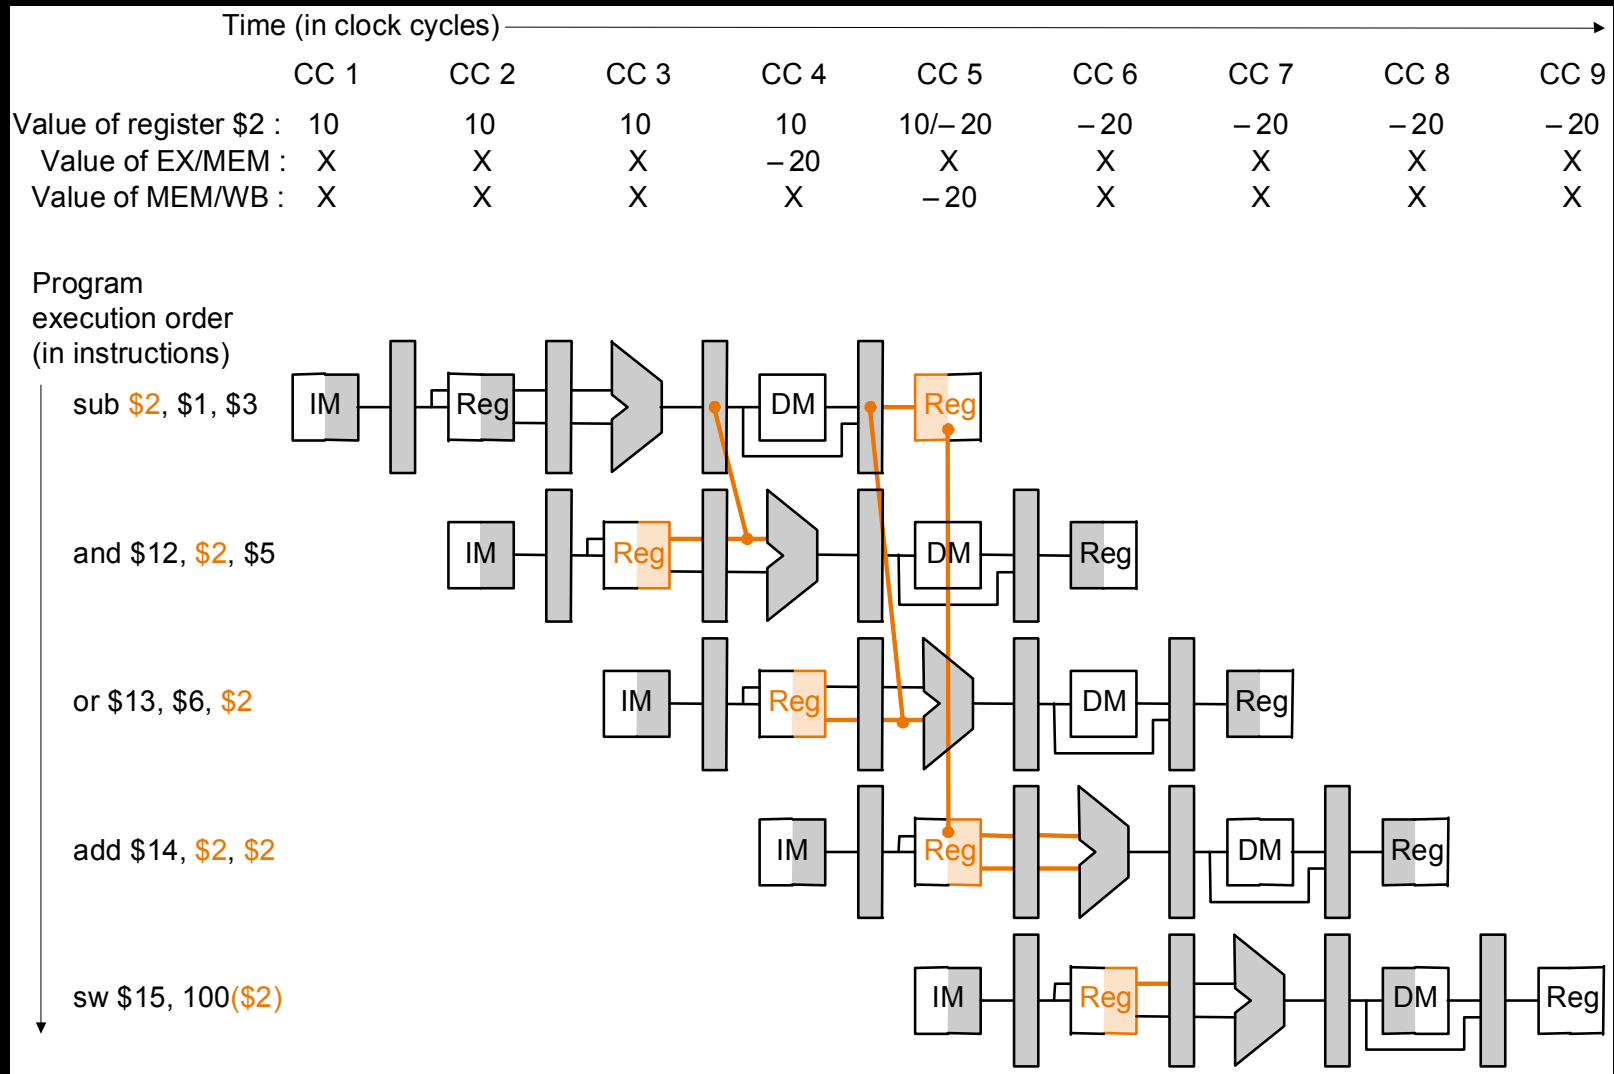 Time (in clock cycles)
CC 1 CC 2 CC 3 CC 4 CC 5 CC 6 CC 7 CC 8 CC 9
Value of register $2 : 10 10 10 10 10/– 20 – 20 – 20 – 20 – 20
Value of EX/MEM : X X X – 20 X X X X X
Value of MEM/WB : X X X X – 20 X X X X
Program
execution order
(in instructions)
sub $2, $1, $3 IM Reg DM Reg
and $12, $2, $5 IM Reg DM Reg
or $13, $6, $2 IM Reg DM Reg
add $14, $2, $2 IM Reg DM Reg
sw $15, 100($2) IM Reg DM Reg